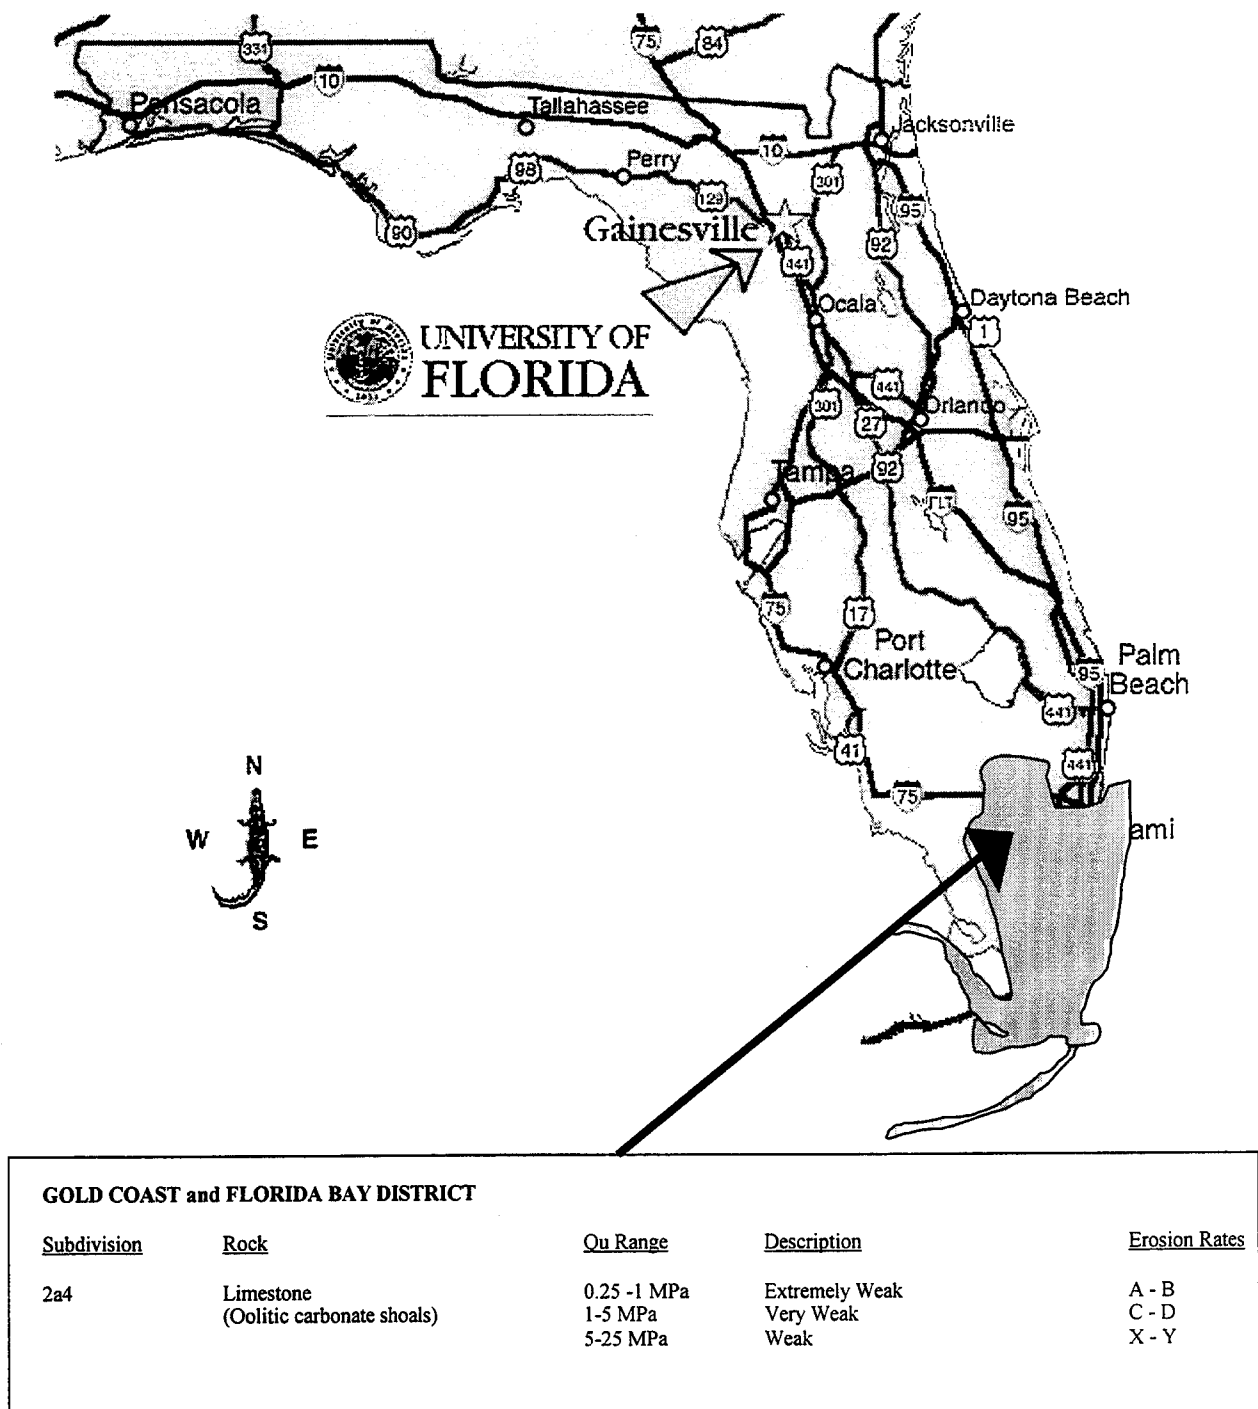 331
75
84
10
Pensacola
Tallahassee
Jacksonville
10
98
Perry
301
129
95
90
Gainesville
92
441
Ocala
Daytona Beach
1
UNIVERSITY OF
FLORIDA
441
301
Orlando
27
Tampa
92
95
75
17
Port
Charlotte
Palm
Beach
95
441
41
441
75
ami
N
W E
S
GOLD COAST and FLORIDA BAY DISTRICT
Subdivision Rock Qu Range Description Erosion Rates
2a4 Limestone 0.25 -1 MPa Extremely Weak A - B
(Oolitic carbonate shoals) 1-5 MPa Very Weak C - D
5-25 MPa Weak X - Y